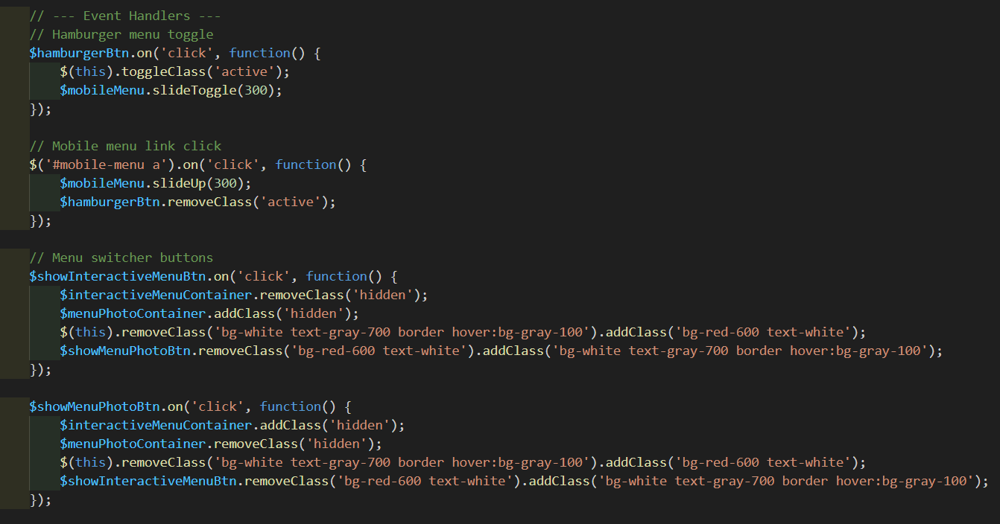 // --- Event Handlers ---
// Hamburger menu toggle
$hamburgerBtn.on('click', function() {
    $(this).toggleClass('active');
    $mobileMenu.slideToggle(300);
});

// Mobile menu link click
$('#mobile-menu a').on('click', function() {
    $mobileMenu.slideUp(300);
    $hamburgerBtn.removeClass('active');
});

// Menu switcher buttons
$showInteractiveMenuBtn.on('click', function() {
    $interactiveMenuContainer.removeClass('hidden');
    $menuPhotoContainer.addClass('hidden');
    $(this).removeClass('bg-white text-gray-700 border hover:bg-gray-100').addClass('bg-red-600 text-white');
    $showMenuPhotoBtn.removeClass('bg-red-600 text-white').addClass('bg-white text-gray-700 border hover:bg-gray-100');
});

$showMenuPhotoBtn.on('click', function() {
    $interactiveMenuContainer.addClass('hidden');
    $menuPhotoContainer.removeClass('hidden');
    $(this).removeClass('bg-white text-gray-700 border hover:bg-gray-100').addClass('bg-red-600 text-white');
    $showInteractiveMenuBtn.removeClass('bg-red-600 text-white').addClass('bg-white text-gray-700 border hover:bg-gray-100');
});